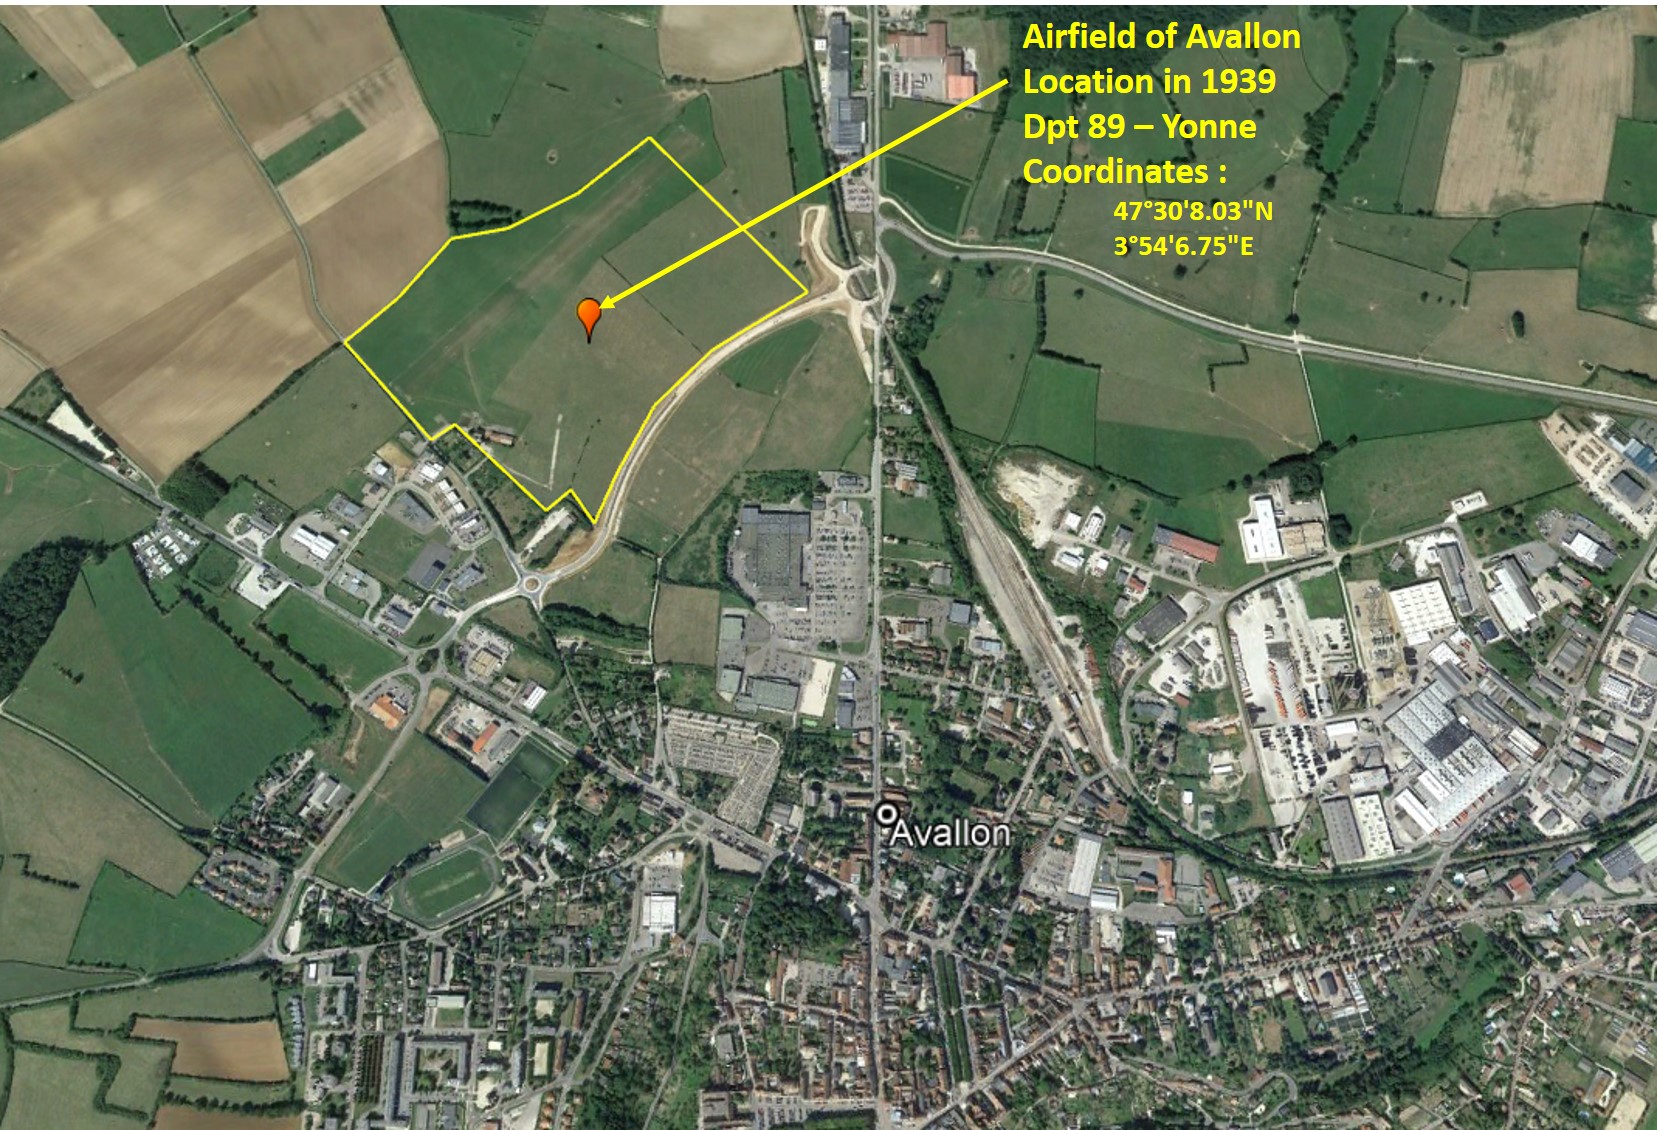 Airfield of Avallon
Location in 1939
Dpt 89 – Yonne
Coordinates :
47°30'8.03"N
3°54'6.75"E
Avallon